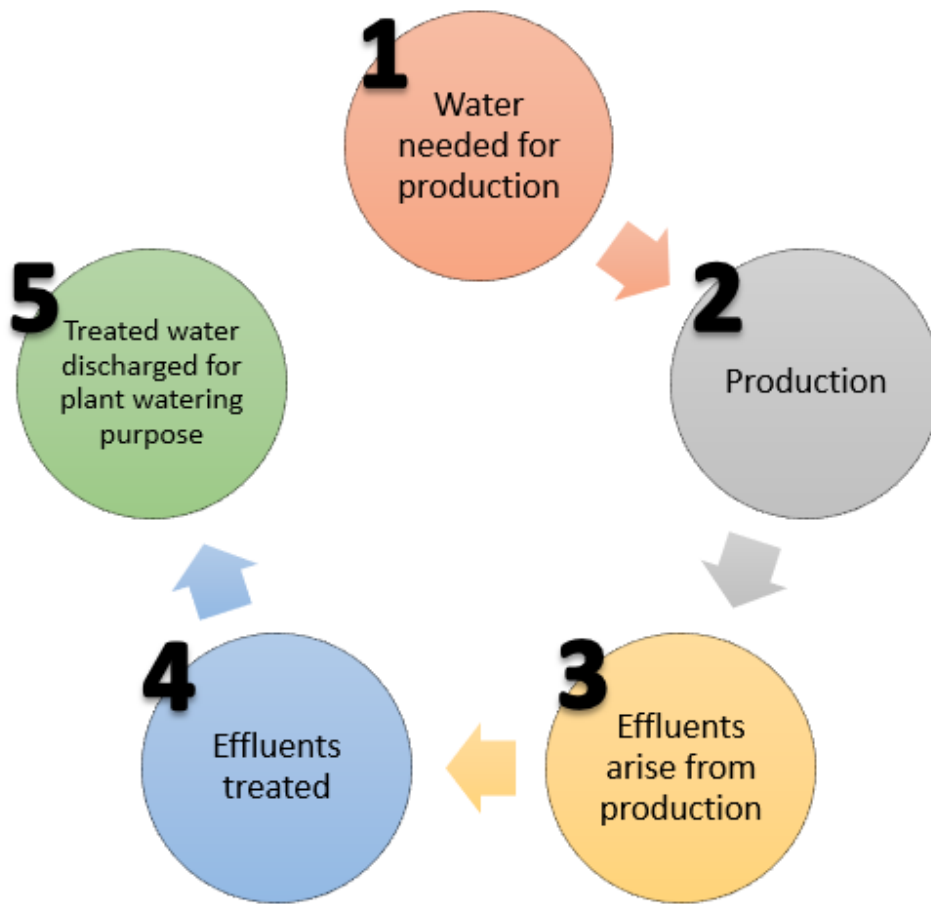 1
Water
needed for
production
2
Production
3
Effluents
arise from
production
4
Effluents
treated
5
Treated water
discharged for
plant watering
purpose